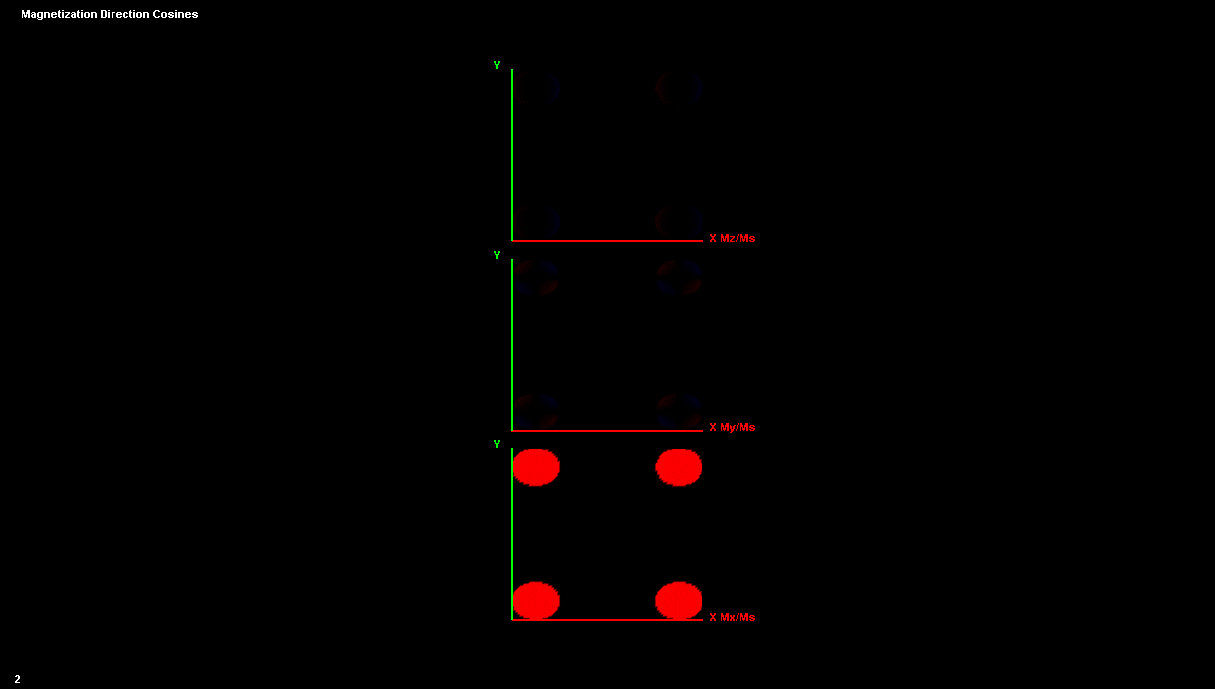 Magnetization Direction Cosines
Y
X Mz/Ms
Y
X My/Ms
Y
X Mx/Ms
2